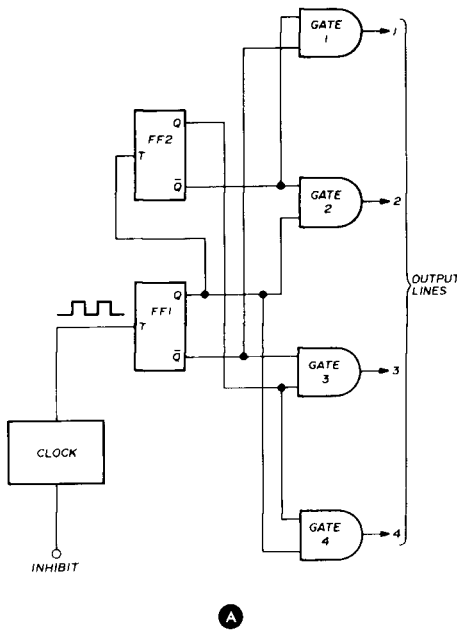 GATE
1
1
Q
FF2
T
Q̅
GATE
2
2
OUTPUT
LINES
Q
FF1
T
Q̅
GATE
3
3
CLOCK
GATE
4
4
INHIBIT
A